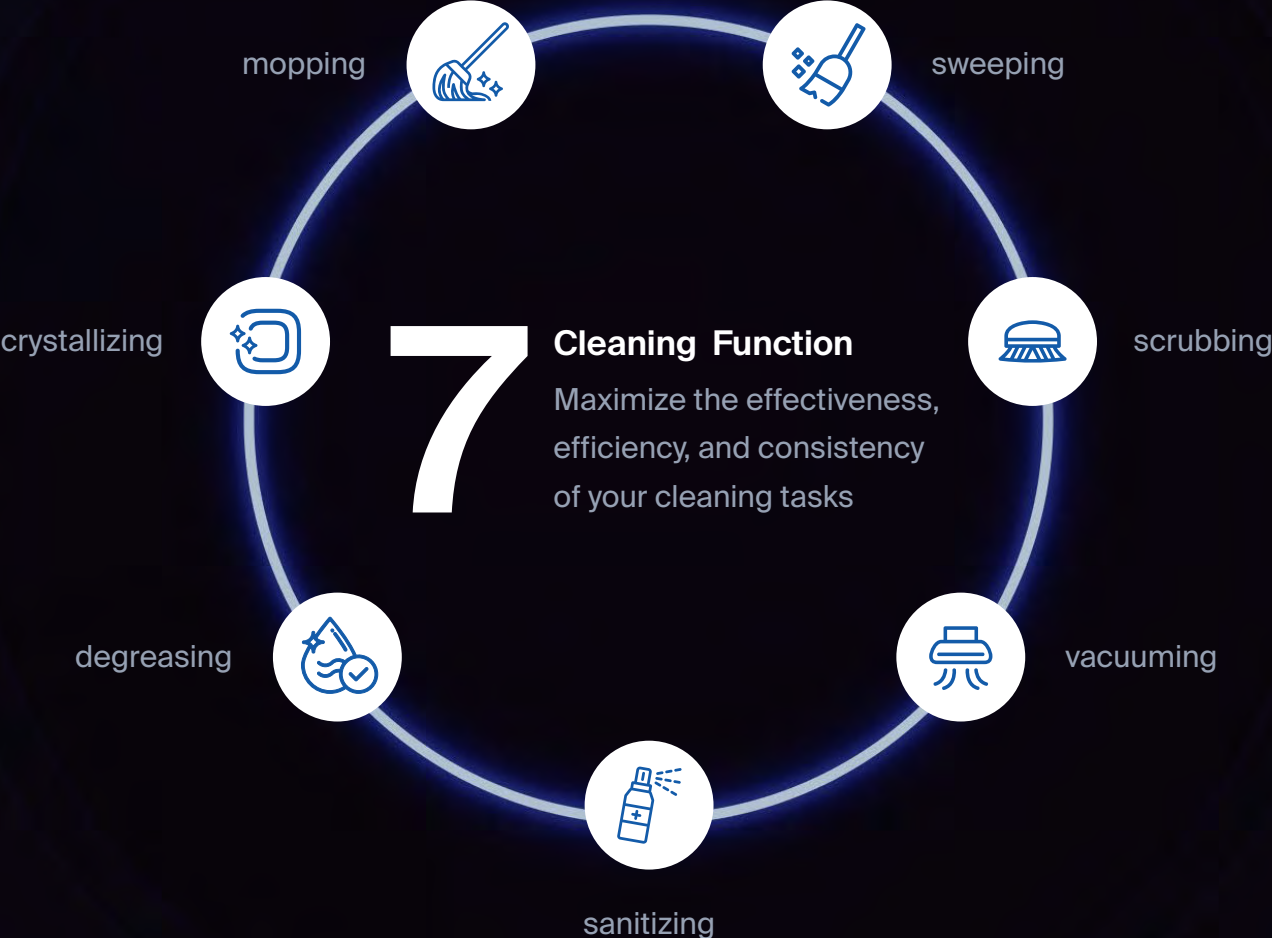 mopping
sweeping
crystallizing
scrubbing
7
Cleaning Function
Maximize the effectiveness,
efficiency, and consistency
of your cleaning tasks
degreasing
vacuuming
sanitizing